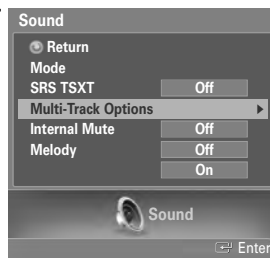 Sound
Return
Mode
SRS TSXT Off
Multi-Track Options
Internal Mute Off
Melody Off
On
Sound
Enter